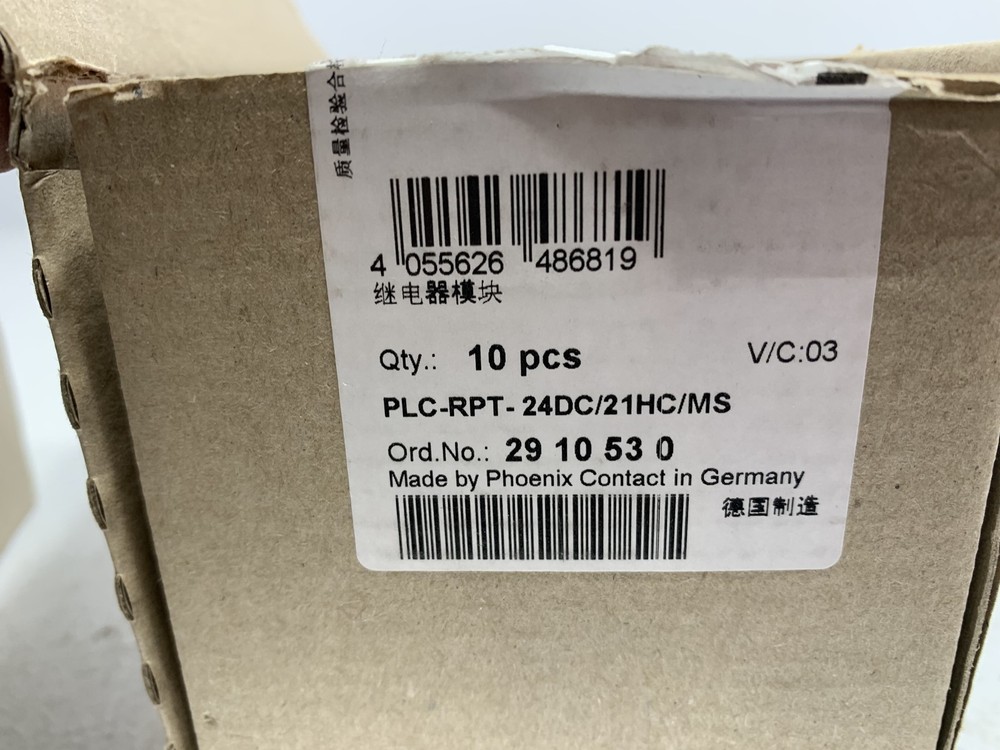 质量检验合格
4 055626 486819
继电器模块
Qty.: 10 pcs V/C:03
PLC-RPT- 24DC/21HC/MS
Ord.No.: 29 10 53 0
Made by Phoenix Contact in Germany
德国制造